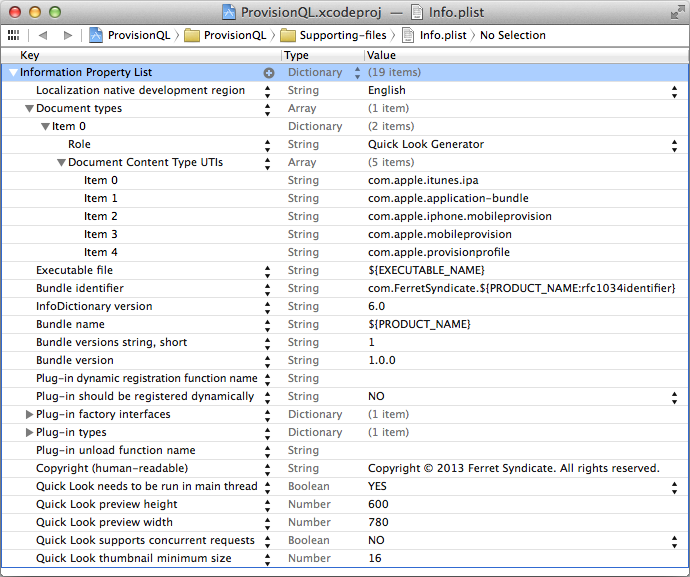 ProvisionQL.xcodeproj — Info.plist
ProvisionQL ProvisionQL Supporting-files Info.plist No Selection
Key Type Value
Information Property List Dictionary (19 items)
Localization native development region String English
Document types Array (1 item)
Item 0 Dictionary (2 items)
Role String Quick Look Generator
Document Content Type UTIs Array (5 items)
Item 0 String com.apple.itunes.ipa
Item 1 String com.apple.application-bundle
Item 2 String com.apple.iphone.mobileprovision
Item 3 String com.apple.mobileprovision
Item 4 String com.apple.provisionprofile
Executable file String ${EXECUTABLE_NAME}
Bundle identifier String com.FerretSyndicate.${PRODUCT_NAME:rfc1034identifier}
InfoDictionary version String 6.0
Bundle name String ${PRODUCT_NAME}
Bundle versions string, short String 1
Bundle version String 1.0.0
Plug-in dynamic registration function name String
Plug-in should be registered dynamically String NO
Plug-in factory interfaces Dictionary (1 item)
Plug-in types Dictionary (1 item)
Plug-in unload function name String
Copyright (human-readable) String Copyright © 2013 Ferret Syndicate. All rights reserved.
Quick Look needs to be run in main thread Boolean YES
Quick Look preview height Number 600
Quick Look preview width Number 780
Quick Look supports concurrent requests Boolean NO
Quick Look thumbnail minimum size Number 16